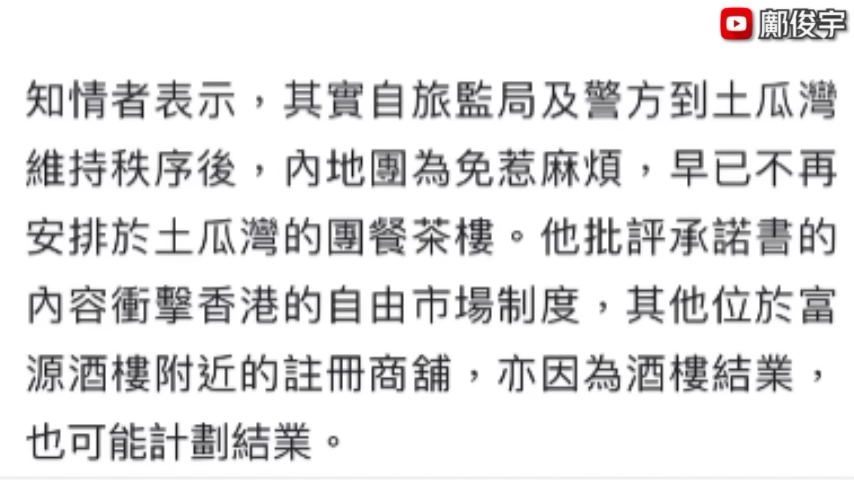 鄺俊宇
知情者表示，其實自旅監局及警方到土瓜灣
維持秩序後，內地團為免惹麻煩，早已不再
安排於土瓜灣的團餐茶樓。他批評承諾書的
內容衝擊香港的自由市場制度，其他位於富
源酒樓附近的註冊商舖，亦因為酒樓結業，
也可能計劃結業。